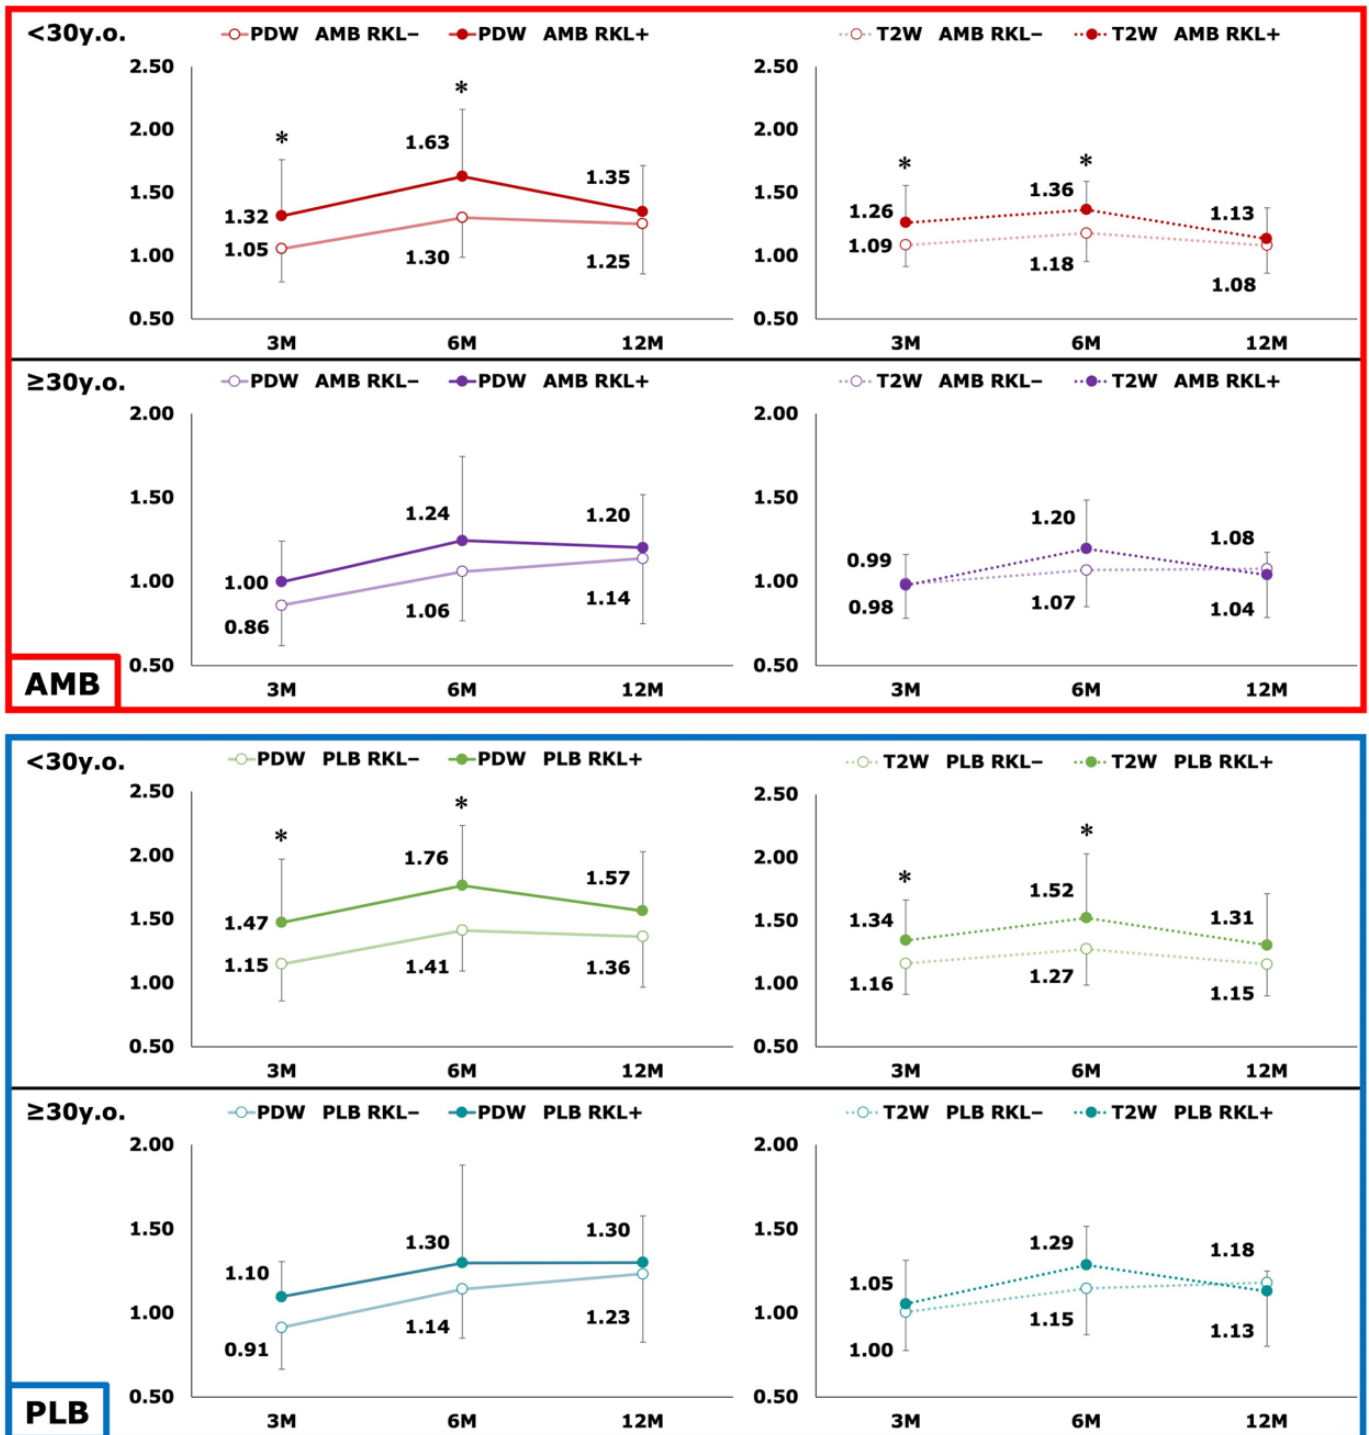 <30y.o.
PDW AMB RKL− PDW AMB RKL+
2.50
2.00
1.50
1.00
0.50
* *
1.32 1.63 1.35
1.05 1.30 1.25
3M 6M 12M
T2W AMB RKL− T2W AMB RKL+
2.50
2.00
1.50
1.00
0.50
* *
1.26 1.36 1.13
1.09 1.18 1.08
3M 6M 12M
≥30y.o.
PDW AMB RKL− PDW AMB RKL+
2.00
1.50
1.00
0.50
1.00 1.24 1.20
0.86 1.06 1.14
3M 6M 12M
T2W AMB RKL− T2W AMB RKL+
2.00
1.50
1.00
0.50
0.99 1.20 1.08
0.98 1.07 1.04
3M 6M 12M
AMB
<30y.o.
PDW PLB RKL− PDW PLB RKL+
2.50
2.00
1.50
1.00
0.50
* *
1.47 1.76 1.57
1.15 1.41 1.36
3M 6M 12M
T2W PLB RKL− T2W PLB RKL+
2.50
2.00
1.50
1.00
0.50
* *
1.34 1.52 1.31
1.16 1.27 1.15
3M 6M 12M
≥30y.o.
PDW PLB RKL− PDW PLB RKL+
2.00
1.50
1.00
0.50
1.10 1.30 1.30
0.91 1.14 1.23
3M 6M 12M
T2W PLB RKL− T2W PLB RKL+
2.00
1.50
1.00
0.50
1.05 1.29 1.18
1.00 1.15 1.13
3M 6M 12M
PLB